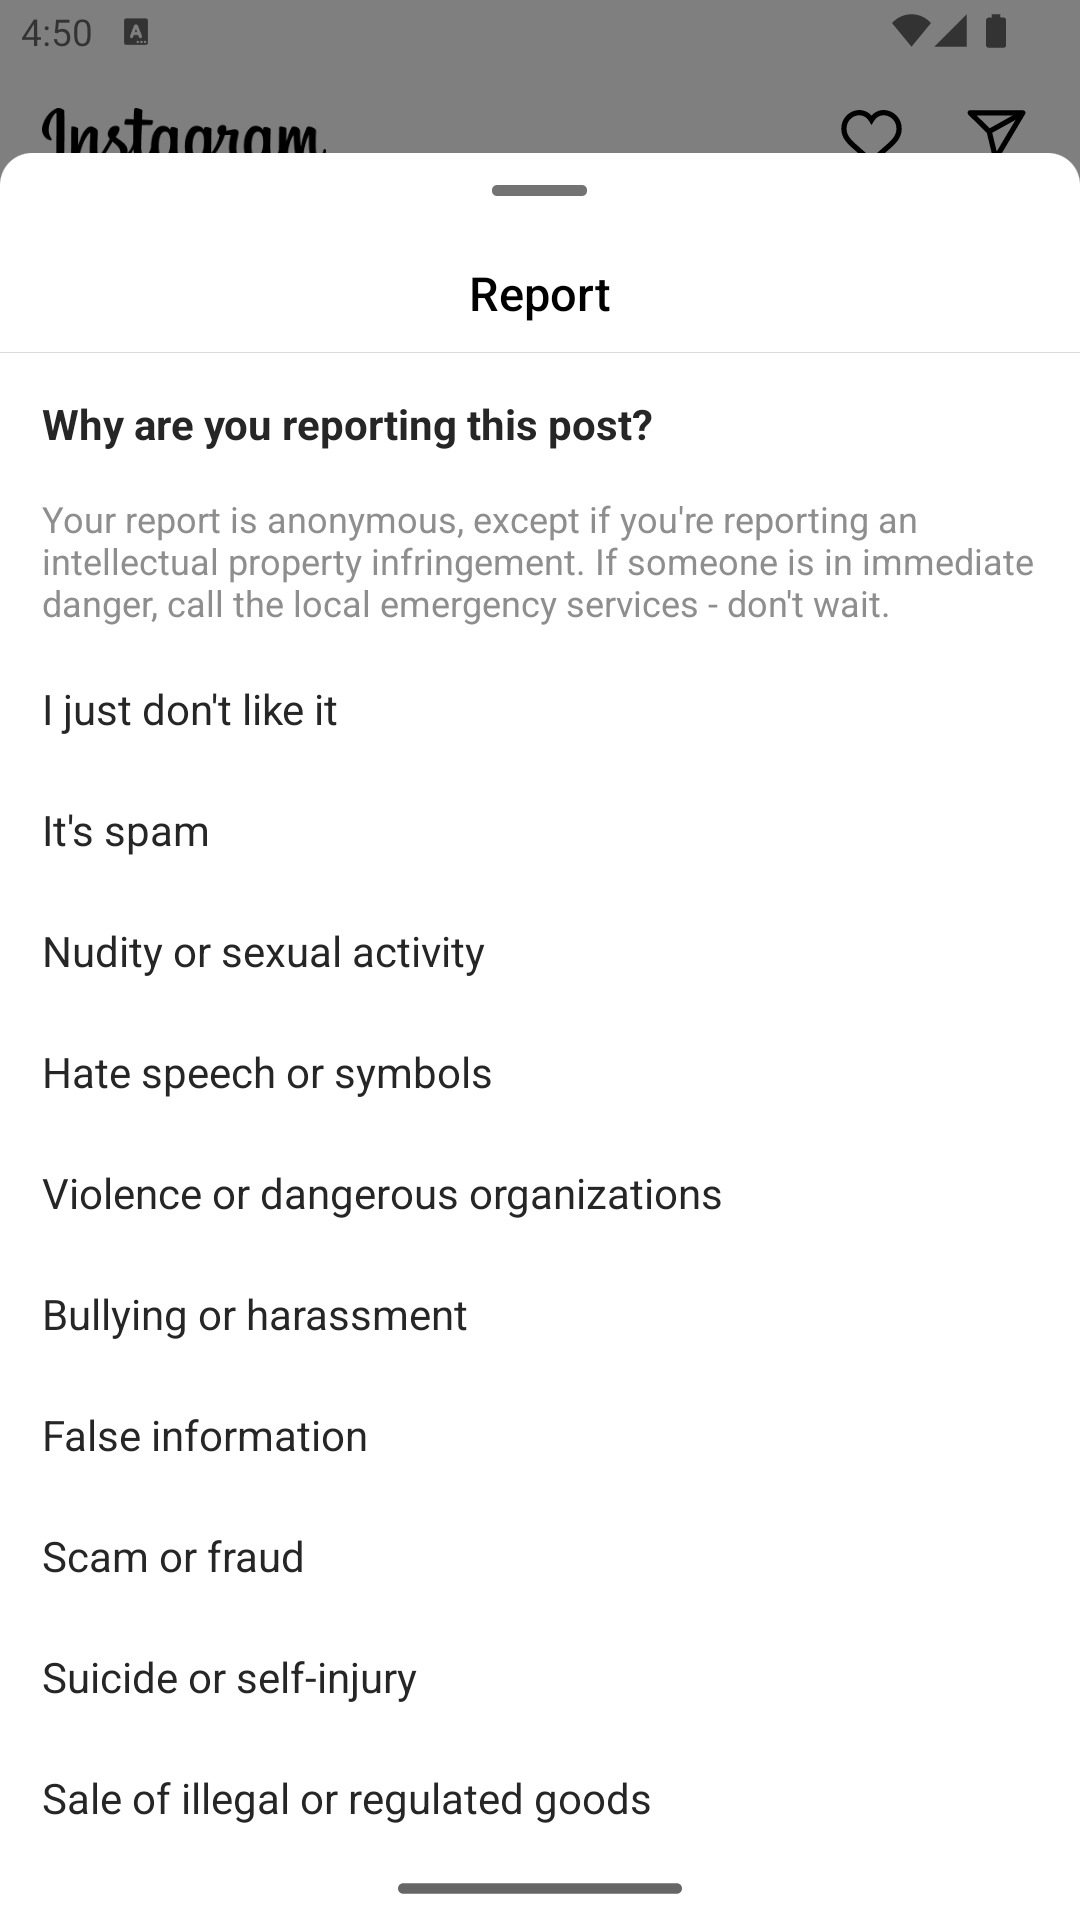 4:50
Instagram
Report
Why are you reporting this post?
Your report is anonymous, except if you're reporting an
intellectual property infringement. If someone is in immediate
danger, call the local emergency services - don't wait.
I just don't like it
It's spam
Nudity or sexual activity
Hate speech or symbols
Violence or dangerous organizations
Bullying or harassment
False information
Scam or fraud
Suicide or self-injury
Sale of illegal or regulated goods